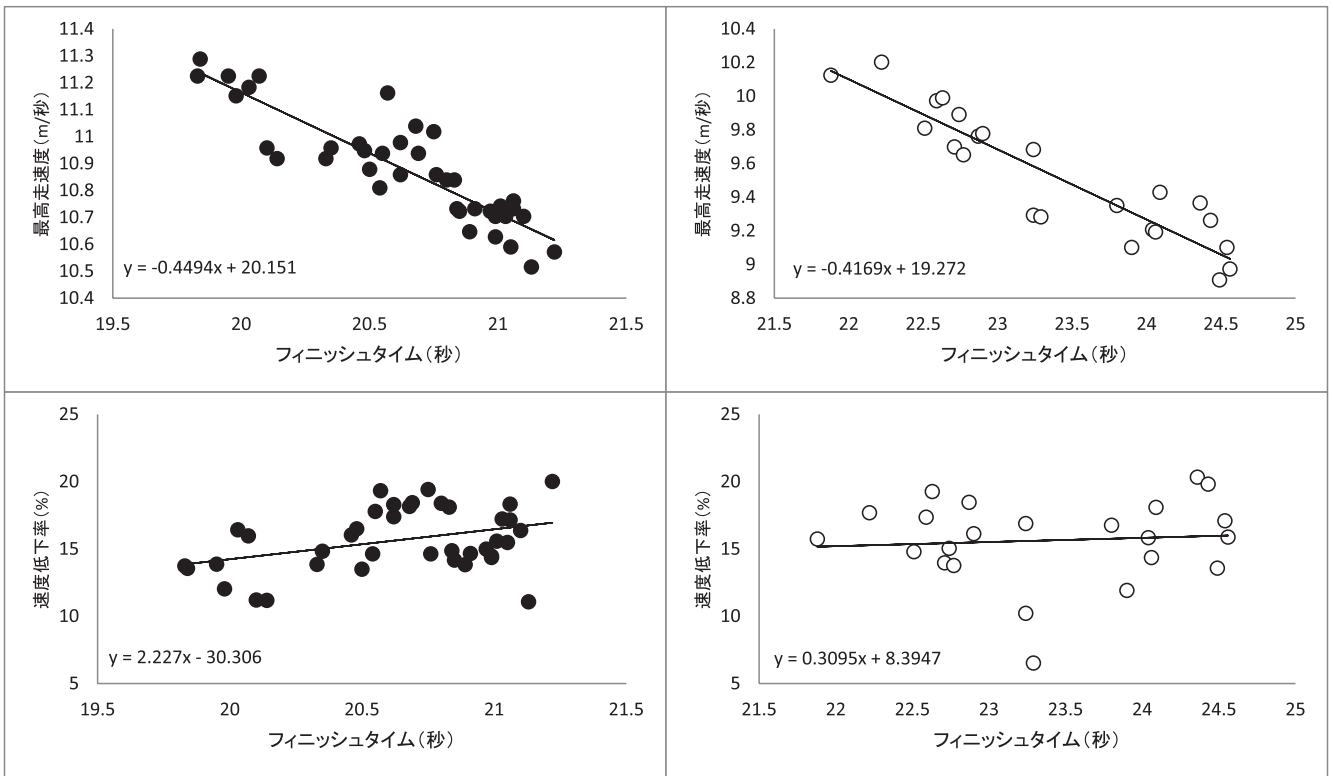 11.4
11.3
11.2
11.1
11
10.9
10.8
10.7
10.6
10.5
10.4
最高走速度(m/秒)
y = -0.4494x + 20.151
19.5 20 20.5 21 21.5
フィニッシュタイム(秒)
10.4
10.2
10
9.8
9.6
9.4
9.2
9
8.8
最高走速度(m/秒)
y = -0.4169x + 19.272
21.5 22 22.5 23 23.5 24 24.5 25
フィニッシュタイム(秒)
25
20
15
10
5
速度低下率(%)
y = 2.227x - 30.306
19.5 20 20.5 21 21.5
フィニッシュタイム(秒)
25
20
15
10
5
速度低下率(%)
y = 0.3095x + 8.3947
21.5 22 22.5 23 23.5 24 24.5 25
フィニッシュタイム(秒)